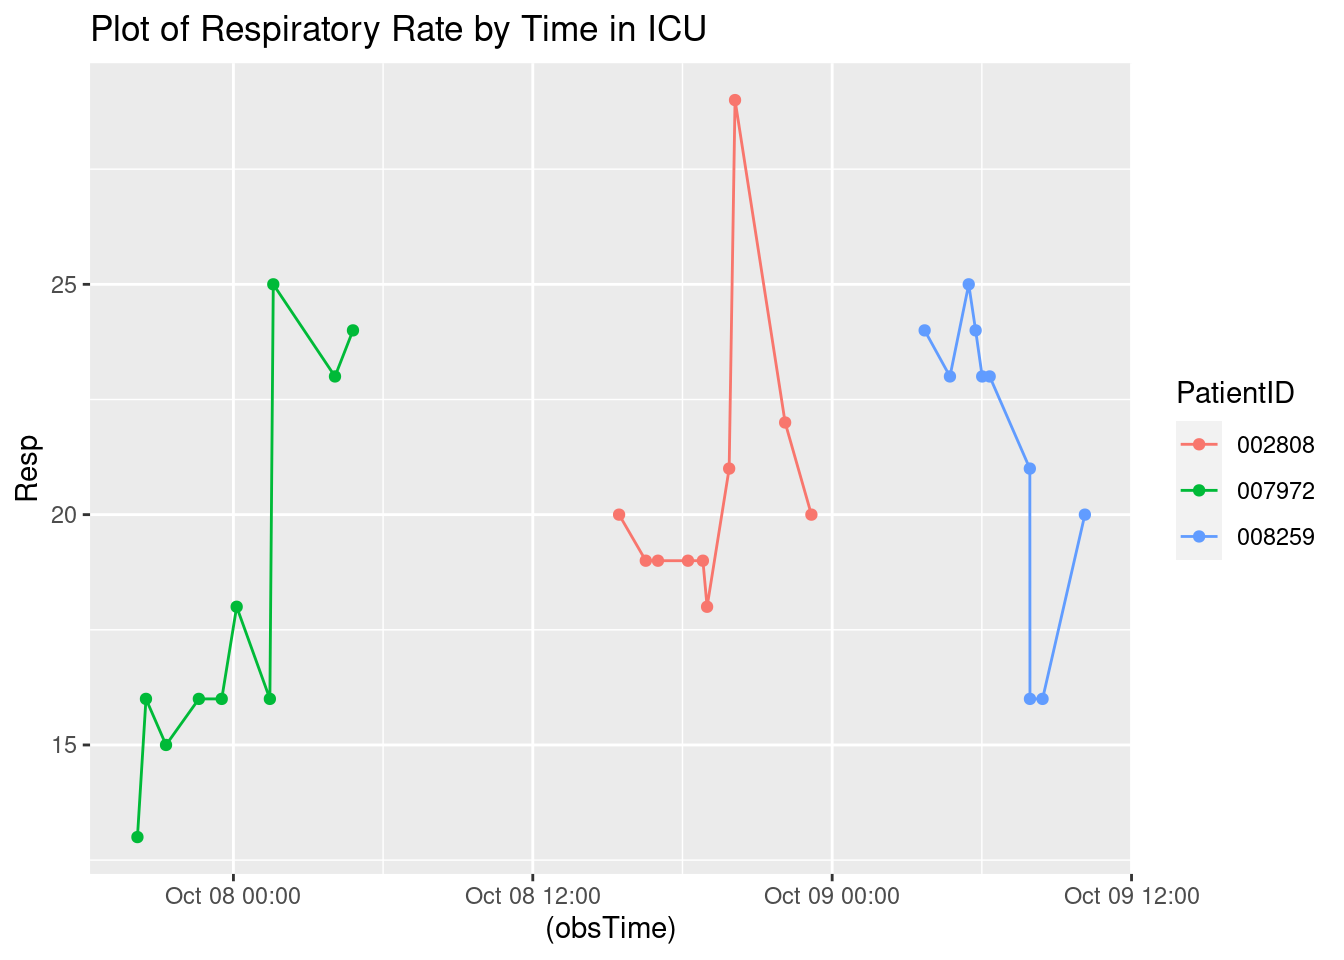 Plot of Respiratory Rate by Time in ICU
25
20
15
Resp
Oct 08 00:00
Oct 08 12:00
Oct 09 00:00
Oct 09 12:00
(obsTime)
PatientID
002808
007972
008259